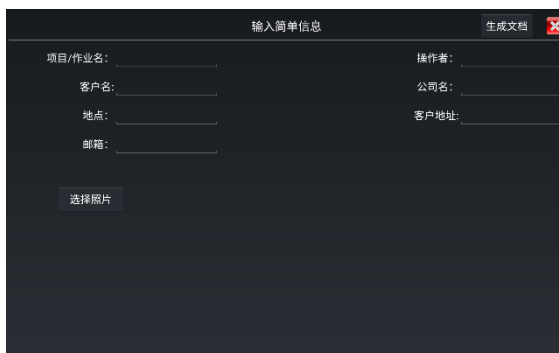 输入简单信息 生成文档
项目/作业名: 操作者:
客户名: 公司名:
地点: 客户地址:
邮箱:
选择照片